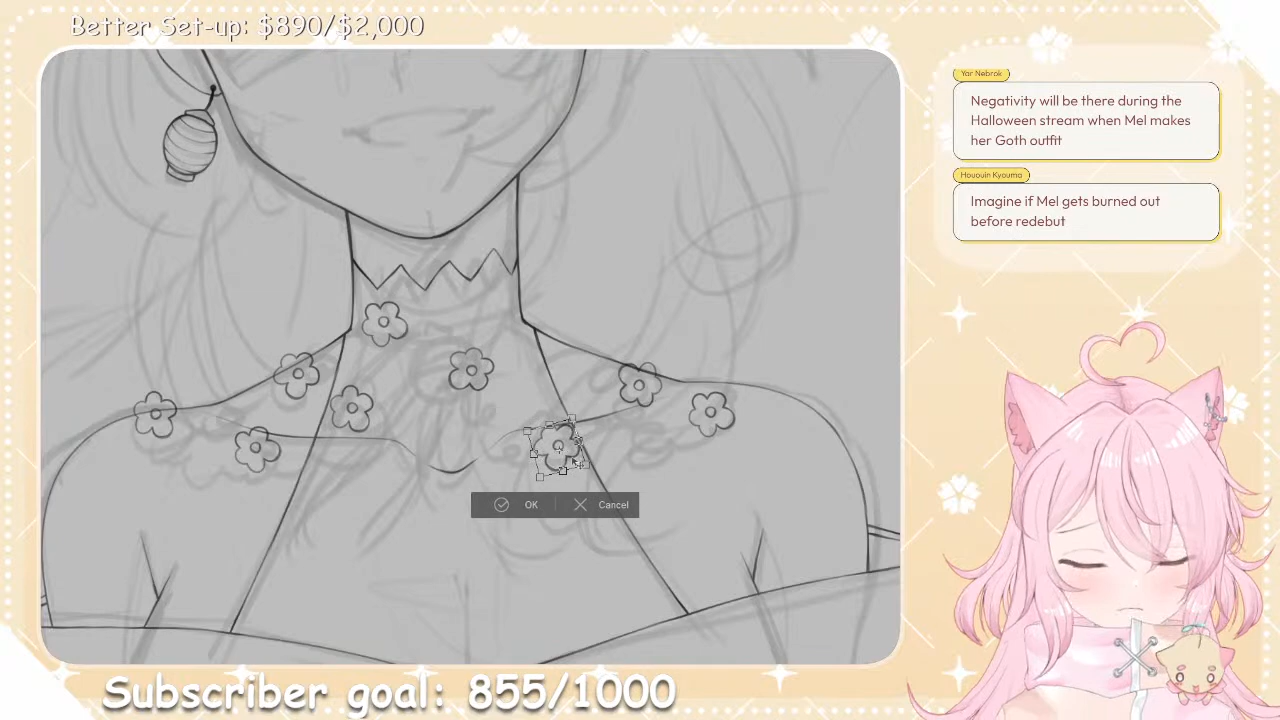 Better Set-up: $890/$2,000
Yar Nebrok
Negativity will be there during the
Halloween stream when Mel makes
her Goth outfit
Hououin Kyouma
Imagine if Mel gets burned out
before redebut
OK
Cancel
Subscriber goal: 855/1000